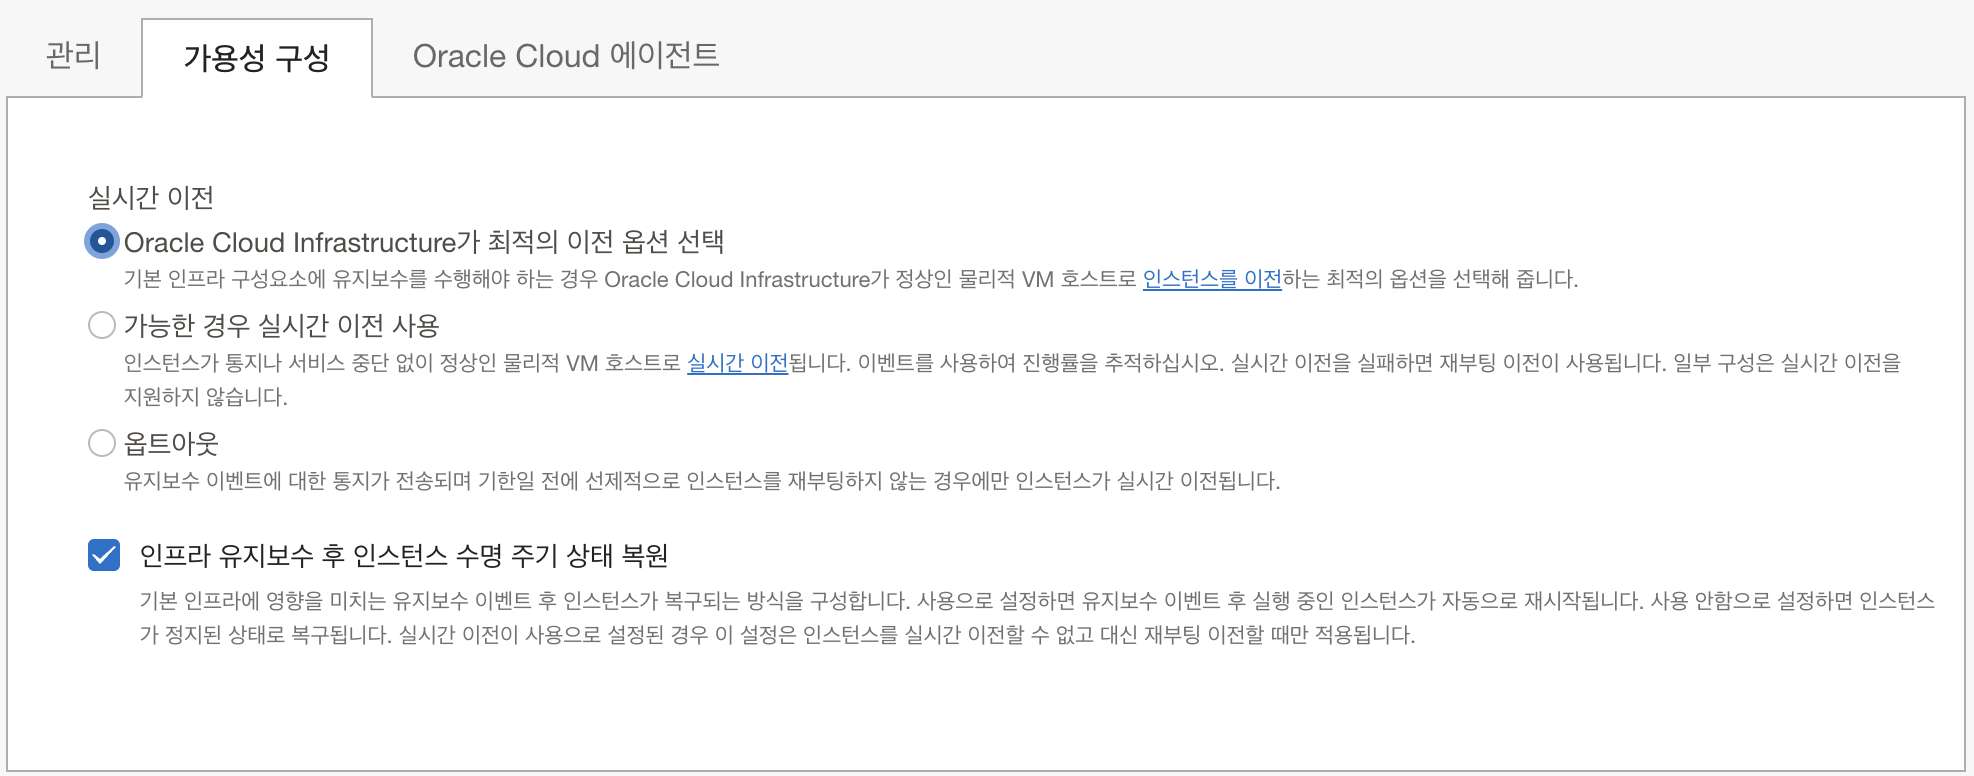 관리
가용성 구성
Oracle Cloud 에이전트
실시간 이전
Oracle Cloud Infrastructure가 최적의 이전 옵션 선택
기본 인프라 구성요소에 유지보수를 수행해야 하는 경우 Oracle Cloud Infrastructure가 정상인 물리적 VM 호스트로 인스턴스를 이전하는 최적의 옵션을 선택해 줍니다.
가능한 경우 실시간 이전 사용
인스턴스가 통지나 서비스 중단 없이 정상인 물리적 VM 호스트로 실시간 이전됩니다. 이벤트를 사용하여 진행률을 추적하십시오. 실시간 이전을 실패하면 재부팅 이전이 사용됩니다. 일부 구성은 실시간 이전을
지원하지 않습니다.
옵트아웃
유지보수 이벤트에 대한 통지가 전송되며 기한일 전에 선제적으로 인스턴스를 재부팅하지 않는 경우에만 인스턴스가 실시간 이전됩니다.
인프라 유지보수 후 인스턴스 수명 주기 상태 복원
기본 인프라에 영향을 미치는 유지보수 이벤트 후 인스턴스가 복구되는 방식을 구성합니다. 사용으로 설정하면 유지보수 이벤트 후 실행 중인 인스턴스가 자동으로 재시작됩니다. 사용 안함으로 설정하면 인스턴스
가 정지된 상태로 복구됩니다. 실시간 이전이 사용으로 설정된 경우 이 설정은 인스턴스를 실시간 이전할 수 없고 대신 재부팅 이전할 때만 적용됩니다.